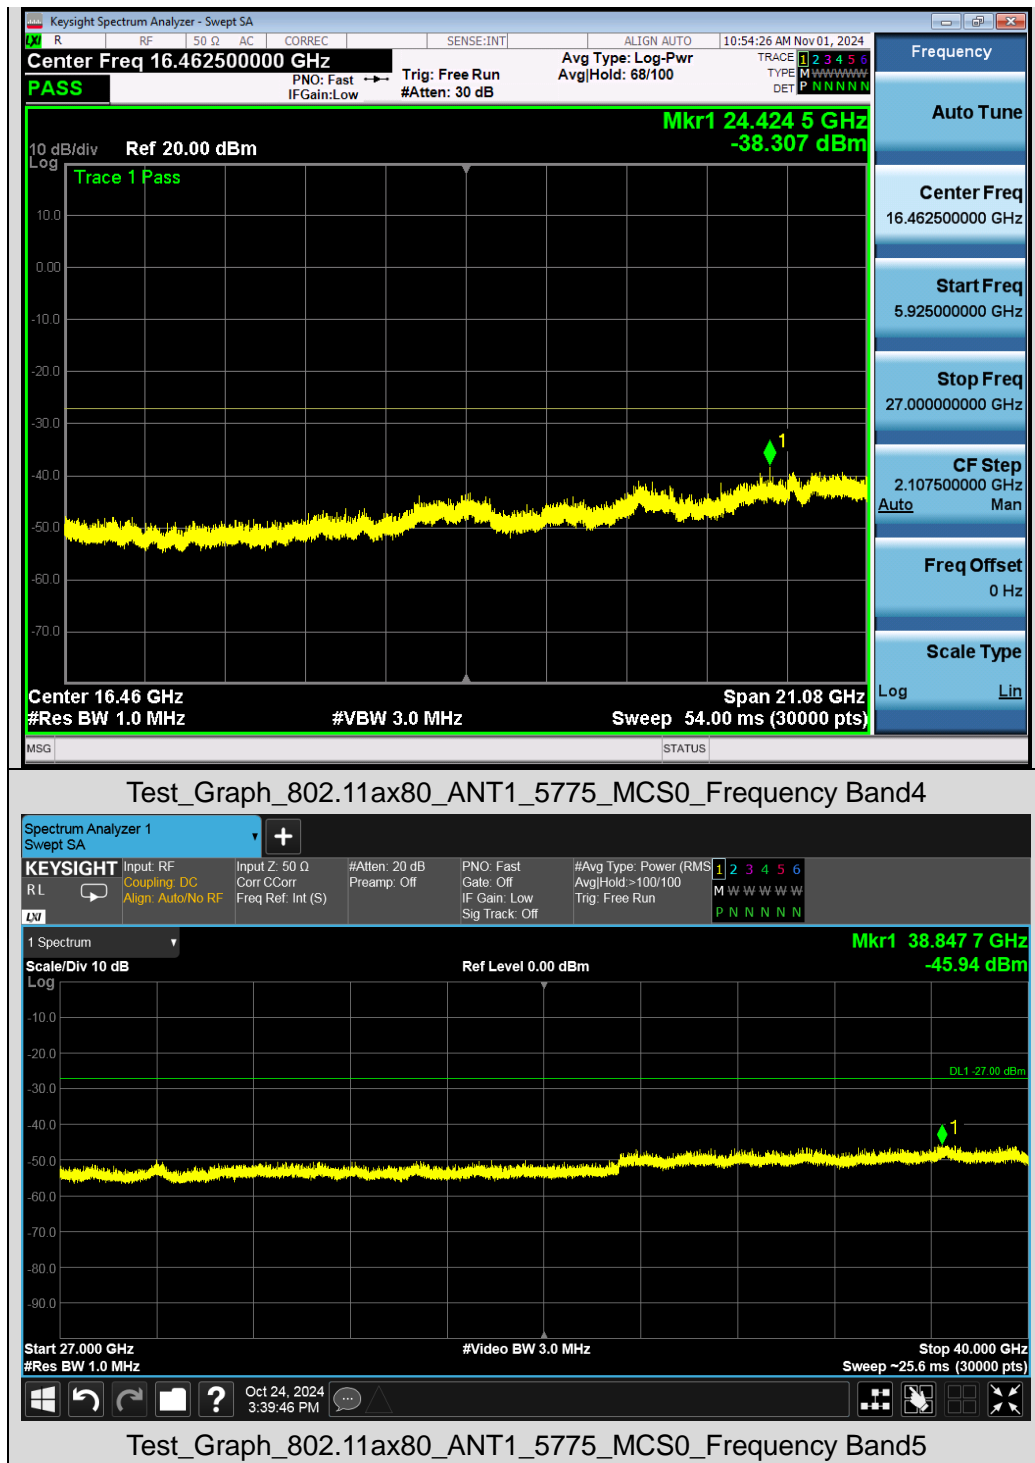 Keysight Spectrum Analyzer - Swept SA
LXI R RF 50 Ω AC CORREC SENSE:INT ALIGN AUTO 10:54:26 AM Nov 01, 2024
Center Freq 16.462500000 GHz
PASS
PNO: Fast
IFGain:Low
Trig: Free Run
#Atten: 30 dB
Avg Type: Log-Pwr
Avg|Hold: 68/100
TRACE 1 2 3 4 5 6
TYPE M W W W W W
DET P N N N N N
Mkr1 24.424 5 GHz
-38.307 dBm
10 dB/div Ref 20.00 dBm
Log
Trace 1 Pass
10.0
0.00
-10.0
-20.0
-30.0
-40.0
-50.0
-60.0
-70.0
1
Center 16.46 GHz Span 21.08 GHz
#Res BW 1.0 MHz #VBW 3.0 MHz Sweep 54.00 ms (30000 pts)
MSG STATUS
Frequency
Auto Tune
Center Freq
16.462500000 GHz
Start Freq
5.925000000 GHz
Stop Freq
27.000000000 GHz
CF Step
2.107500000 GHz
Auto Man
Freq Offset
0 Hz
Scale Type
Log Lin
Test_Graph_802.11ax80_ANT1_5775_MCS0_Frequency Band4
Spectrum Analyzer 1
Swept SA
KEYSIGHT
R L
LXI
Input: RF
Coupling: DC
Align: Auto/No RF
Input Z: 50 Ω
Corr CCorr
Freq Ref: Int (S)
#Atten: 20 dB
Preamp: Off
PNO: Fast
Gate: Off
IF Gain: Low
Sig Track: Off
#Avg Type: Power (RMS
Avg|Hold:>100/100
Trig: Free Run
1 2 3 4 5 6
M W W W W W
P N N N N N
1 Spectrum
Mkr1 38.847 7 GHz
-45.94 dBm
Scale/Div 10 dB Ref Level 0.00 dBm
Log
-10.0
-20.0
-30.0
-40.0
-50.0
-60.0
-70.0
-80.0
-90.0
DL1 -27.00 dBm
1
Start 27.000 GHz #Video BW 3.0 MHz Stop 40.000 GHz
#Res BW 1.0 MHz Sweep ~25.6 ms (30000 pts)
Oct 24, 2024
3:39:46 PM
Test_Graph_802.11ax80_ANT1_5775_MCS0_Frequency Band5